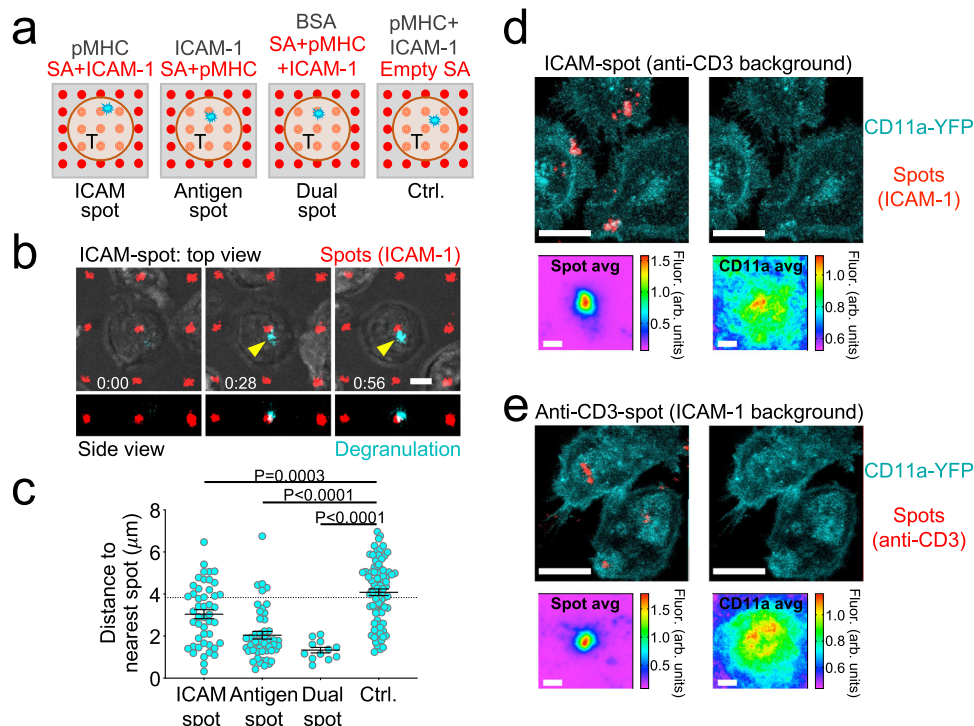 a
pMHC
SA+ICAM-1
ICAM-1
SA+pMHC
BSA
SA+pMHC
+ICAM-1
pMHC+
ICAM-1
Empty SA
T
T
T
T
ICAM
spot
Antigen
spot
Dual
spot
Ctrl.
b
ICAM-spot: top view
Spots (ICAM-1)
0:00
0:28
0:56
Side view
Degranulation
c
P=0.0003
P<0.0001
P<0.0001
Distance to
nearest spot (μm)
8
6
4
2
0
ICAM
spot
Antigen
spot
Dual
spot
Ctrl.
d
ICAM-spot (anti-CD3 background)
CD11a-YFP
Spots
(ICAM-1)
Spot avg
1.5
1.0
0.5
Fluor. (arb. units)
CD11a avg
1.0
0.8
0.6
Fluor. (arb. units)
e
Anti-CD3-spot (ICAM-1 background)
CD11a-YFP
Spots
(anti-CD3)
Spot avg
1.5
1.0
0.5
Fluor. (arb. units)
CD11a avg
1.0
0.8
0.6
Fluor. (arb. units)